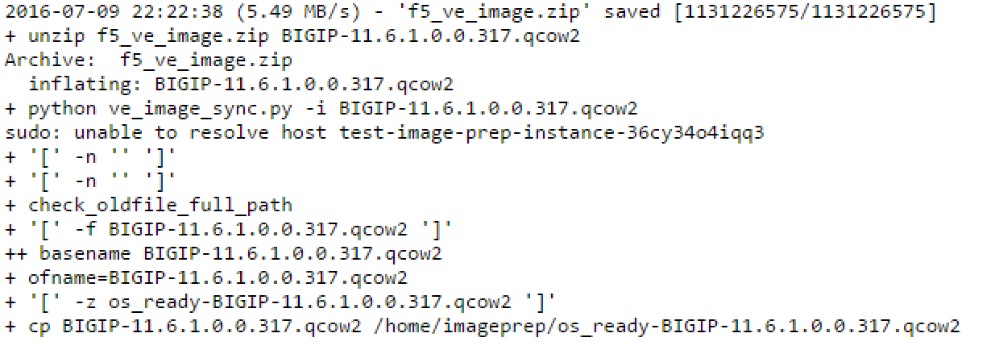 2016-07-09 22:22:38 (5.49 MB/s) - 'f5_ve_image.zip' saved [1131226575/1131226575]
+ unzip f5_ve_image.zip BIGIP-11.6.1.0.0.317.qcow2
Archive:  f5_ve_image.zip
  inflating: BIGIP-11.6.1.0.0.317.qcow2
+ python ve_image_sync.py -i BIGIP-11.6.1.0.0.317.qcow2
sudo: unable to resolve host test-image-prep-instance-36cy34o4iqq3
+ '[' -n '' ']'
+ '[' -n '' ']'
+ check_oldfile_full_path
+ '[' -f BIGIP-11.6.1.0.0.317.qcow2 ']'
++ basename BIGIP-11.6.1.0.0.317.qcow2
+ ofname=BIGIP-11.6.1.0.0.317.qcow2
+ '[' -z os_ready-BIGIP-11.6.1.0.0.317.qcow2 ']'
+ cp BIGIP-11.6.1.0.0.317.qcow2 /home/imageprep/os_ready-BIGIP-11.6.1.0.0.317.qcow2